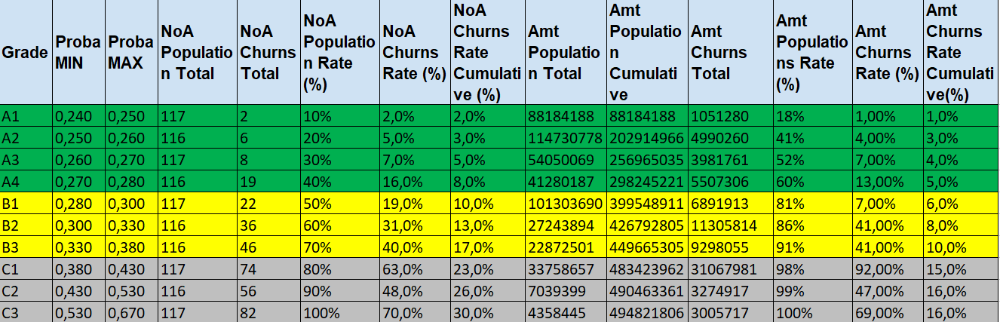 Grade Proba MIN Proba MAX NoA Populatio n Total NoA Churns Total NoA Populatio n Rate (%) NoA Churns Rate (%) NoA Churns Rate Cumulati ve (%) Amt Populatio n Total Amt Populatio n Cumulative Amt Churns Total Amt Populatio ns Rate (%) Amt Churns Rate (%) Amt Churns Rate Cumulati ve(%)
A1 0,240 0,250 117 2 10% 2,0% 2,0% 88184188 88184188 1051280 18% 1,00% 1,0%
A2 0,250 0,260 116 6 20% 5,0% 3,0% 114730778 202914966 4990260 41% 4,00% 3,0%
A3 0,260 0,270 117 8 30% 7,0% 5,0% 54050069 256965035 3981761 52% 7,00% 4,0%
A4 0,270 0,280 116 19 40% 16,0% 8,0% 41280187 298245221 5507306 60% 13,00% 5,0%
B1 0,280 0,300 117 22 50% 19,0% 10,0% 101303690 399548911 6891913 81% 7,00% 6,0%
B2 0,300 0,330 116 36 60% 31,0% 13,0% 27243894 426792805 11305814 86% 41,00% 8,0%
B3 0,330 0,380 116 46 70% 40,0% 17,0% 22872501 449665305 9298055 91% 41,00% 10,0%
C1 0,380 0,430 117 74 80% 63,0% 23,0% 33758657 483423962 31067981 98% 92,00% 15,0%
C2 0,430 0,530 116 56 90% 48,0% 26,0% 7039399 490463361 3274917 99% 47,00% 16,0%
C3 0,530 0,670 117 82 100% 70,0% 30,0% 4358445 494821806 3005717 100% 69,00% 16,0%